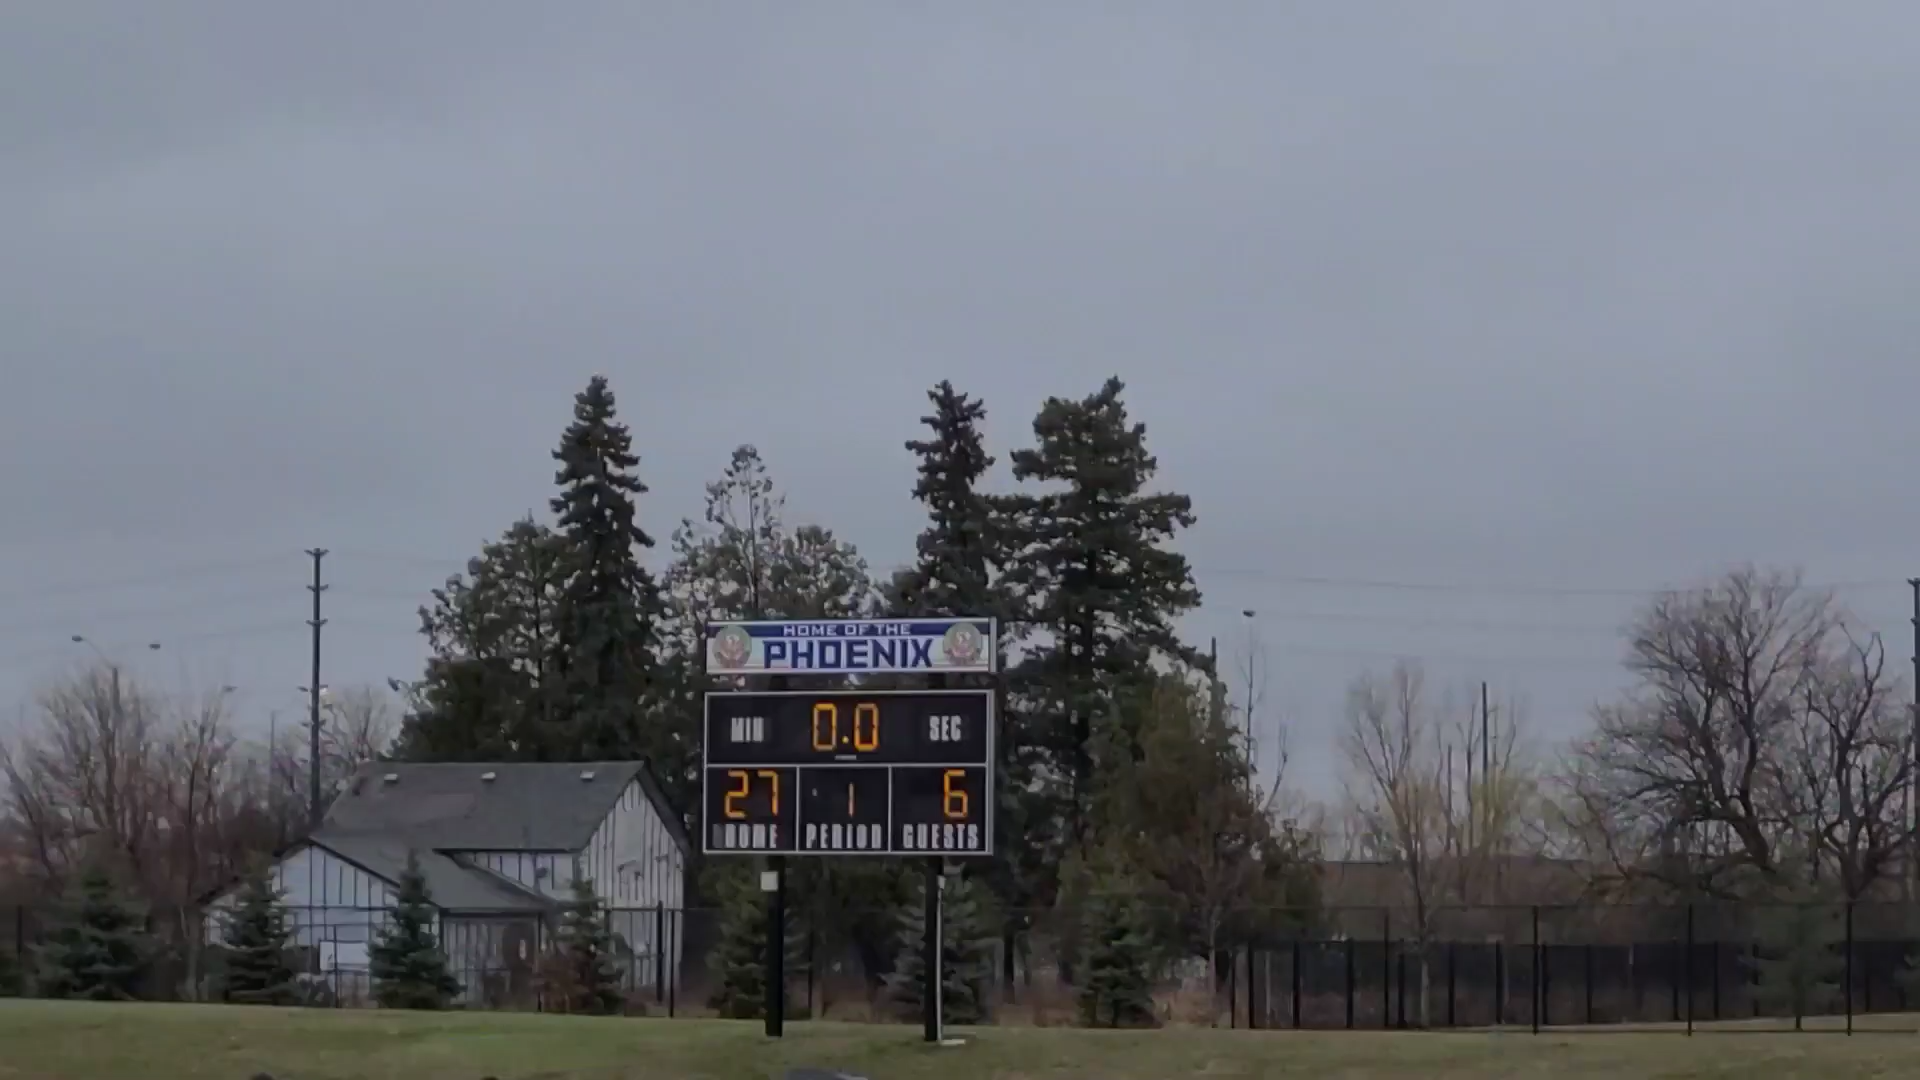 HOME OF THE
PHOENIX
MIN 0.0 SEC
27 1 6
HOME PERIOD GUESTS